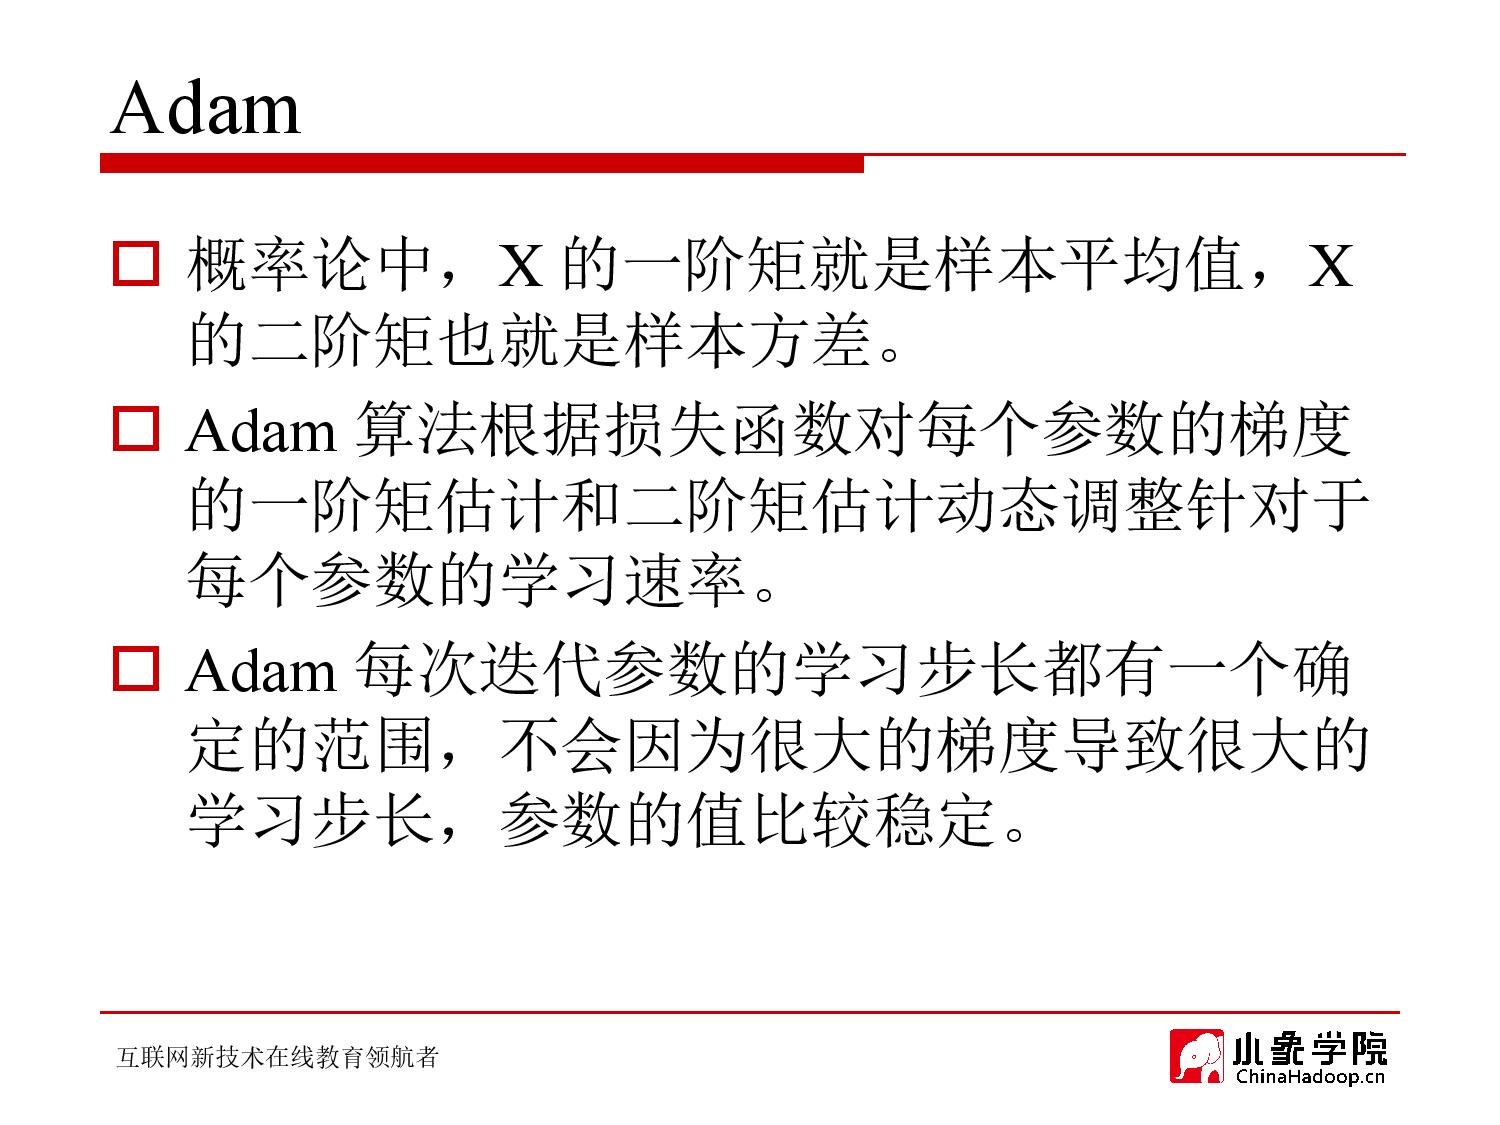 Adam
概率论中，X 的一阶矩就是样本平均值，X
的二阶矩也就是样本方差。
Adam 算法根据损失函数对每个参数的梯度
的一阶矩估计和二阶矩估计动态调整针对于
每个参数的学习速率。
Adam 每次迭代参数的学习步长都有一个确
定的范围，不会因为很大的梯度导致很大的
学习步长，参数的值比较稳定。
互联网新技术在线教育领航者
小象学院
ChinaHadoop.cn